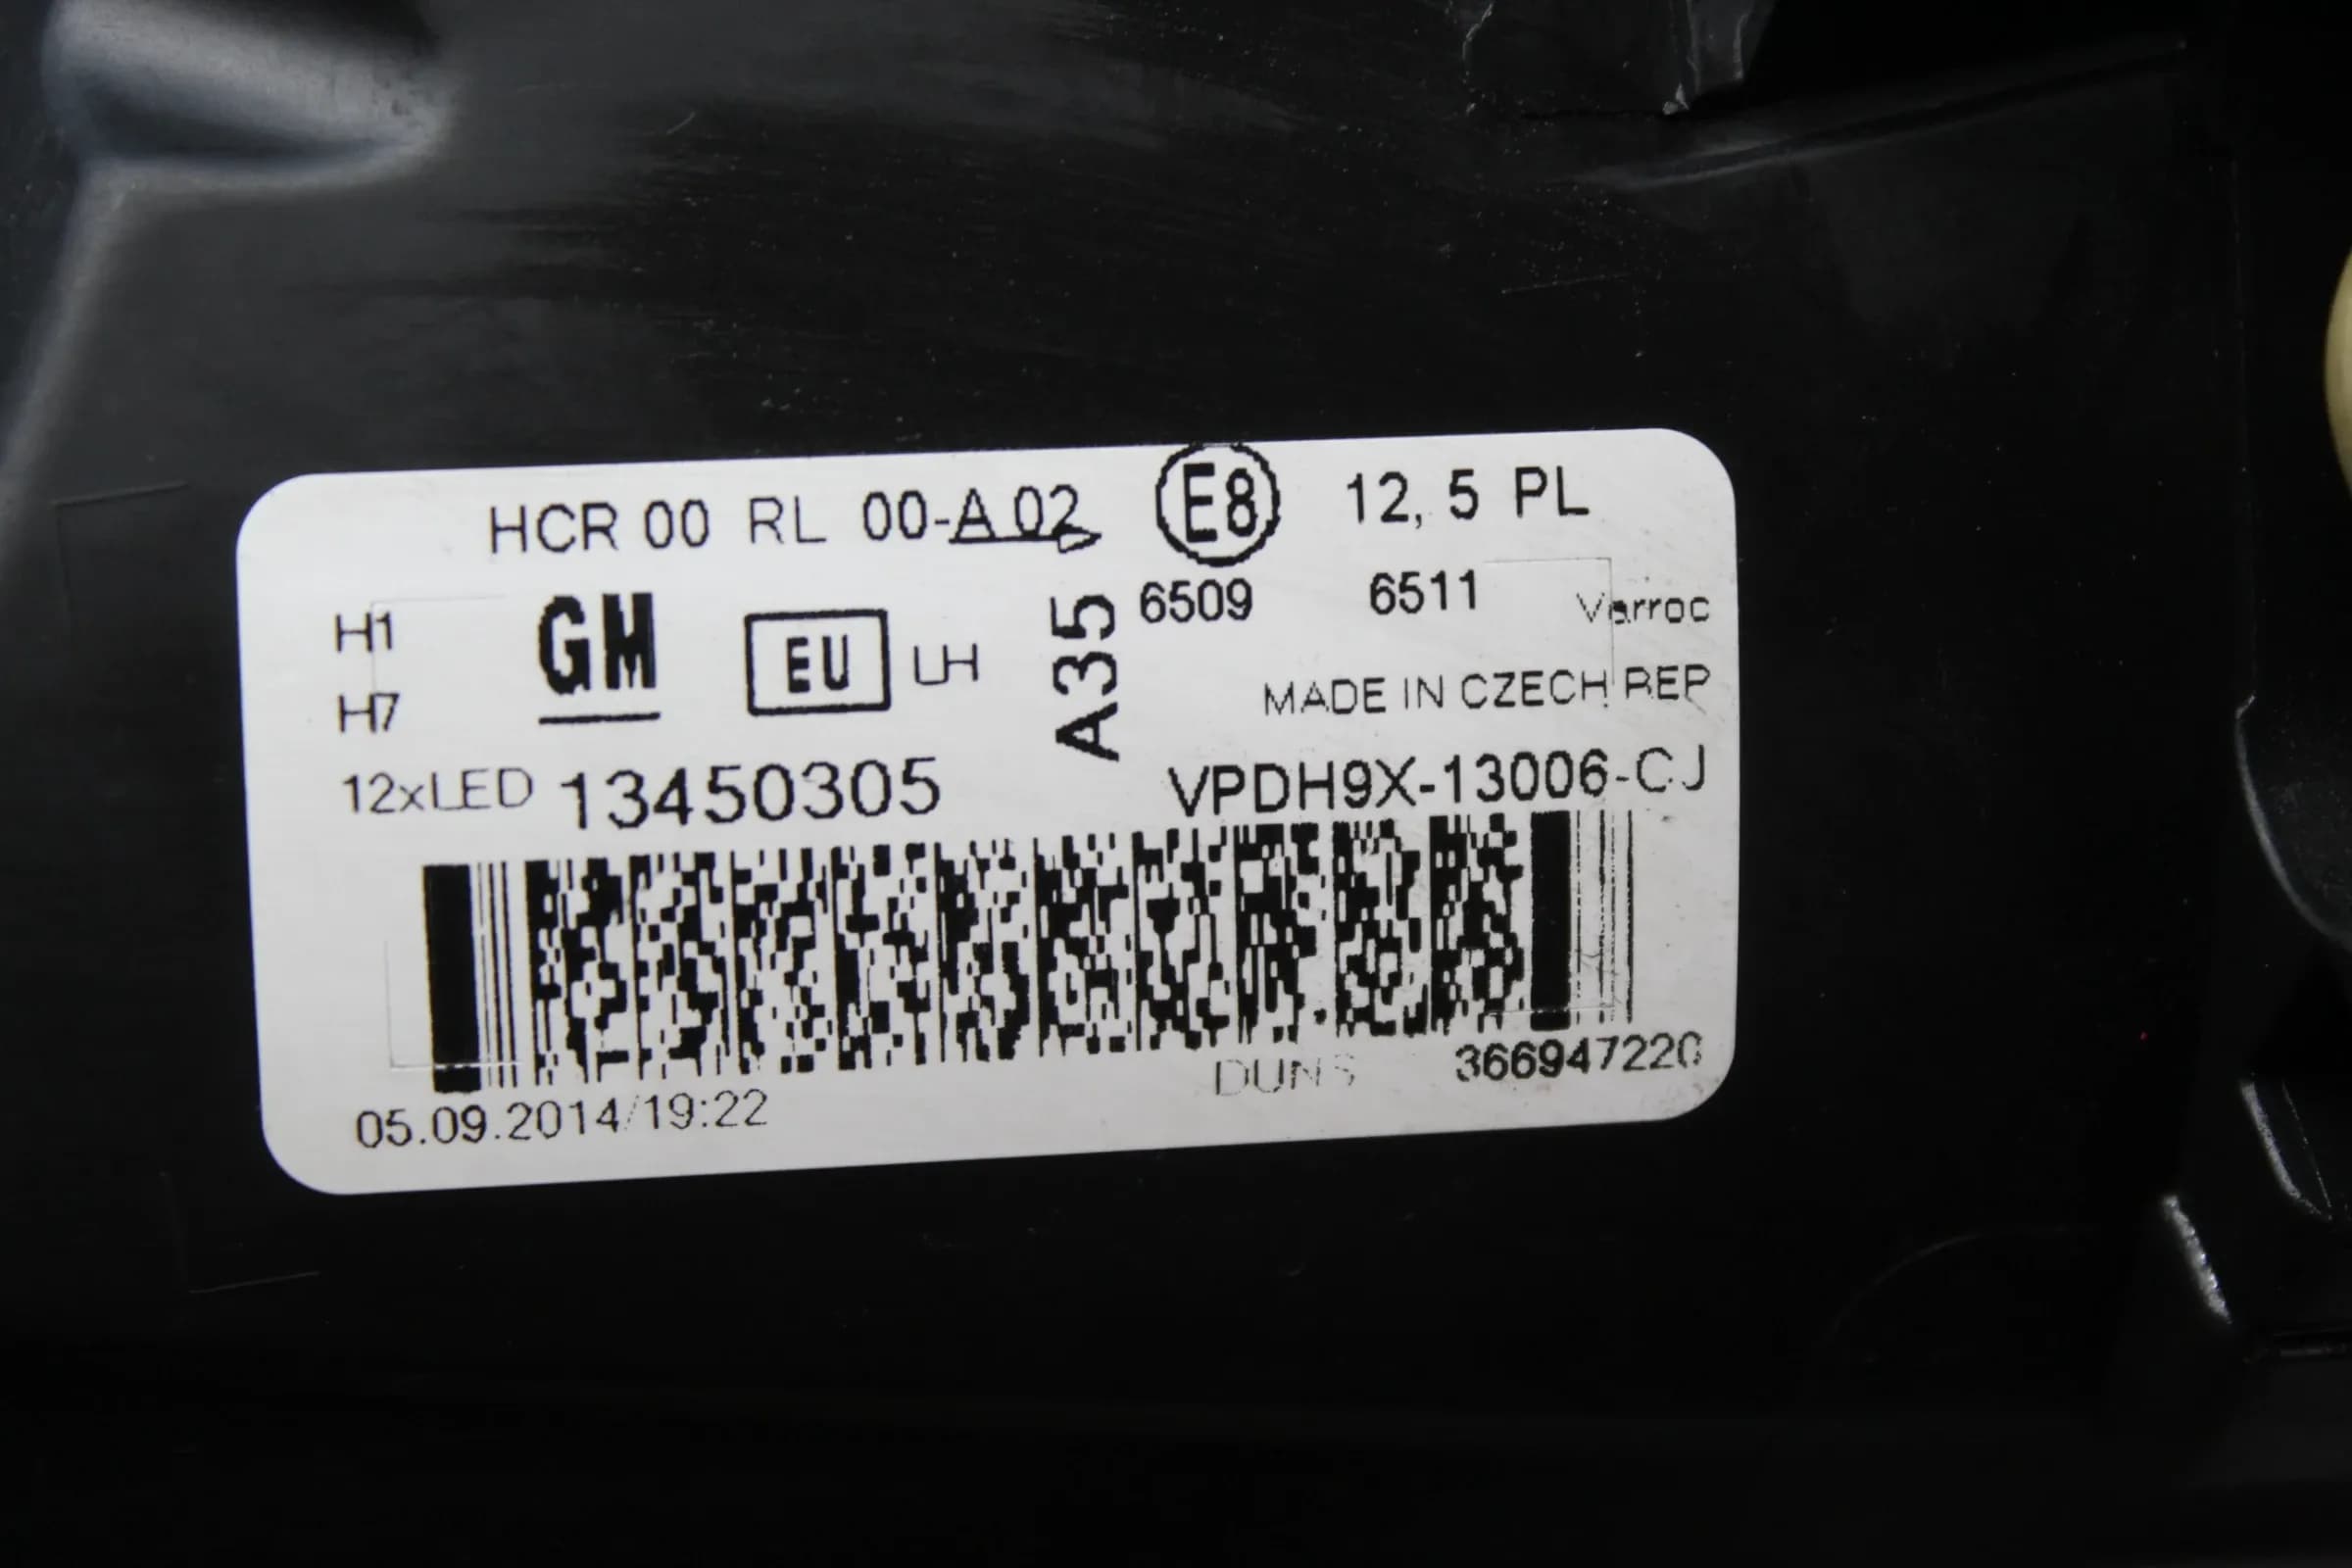 HCR 00 RL 00-A 02 E8 12, 5 PL
H1 GM EU LH A35 6509 6511 Varroc
H7 MADE IN CZECH REP
12xLED 13450305 VPDH9X-13006-CJ
DUNS 366947220
05.09.2014/19:22